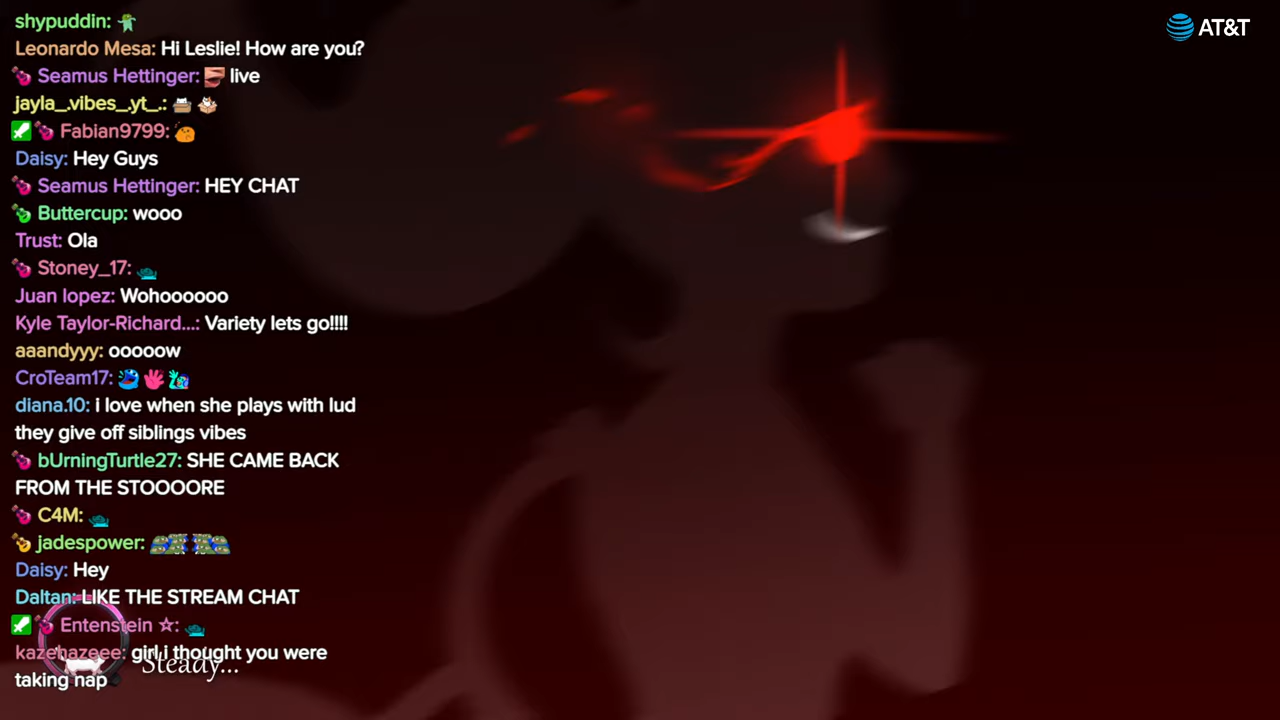 shypuddin:
AT&T
Leonardo Mesa: Hi Leslie! How are you?
Seamus Hettinger: live
jayla_.vibes_.yt_.:
Fabian9799:
Daisy: Hey Guys
Seamus Hettinger: HEY CHAT
Buttercup: wooo
Trust: Ola
Stoney_17:
Juan lopez: Wohoooooo
Kyle Taylor-Richard...: Variety lets go!!!!
aaandyyy: ooooow
CroTeam17:
diana.10: i love when she plays with lud
they give off siblings vibes
bUrningTurtle27: SHE CAME BACK
FROM THE STOOOORE
C4M:
jadespower:
Daisy: Hey
Daltan: LIKE THE STREAM CHAT
Entenstein ☆:
kazehazeee: girl i thought you were
Steady...
taking nap